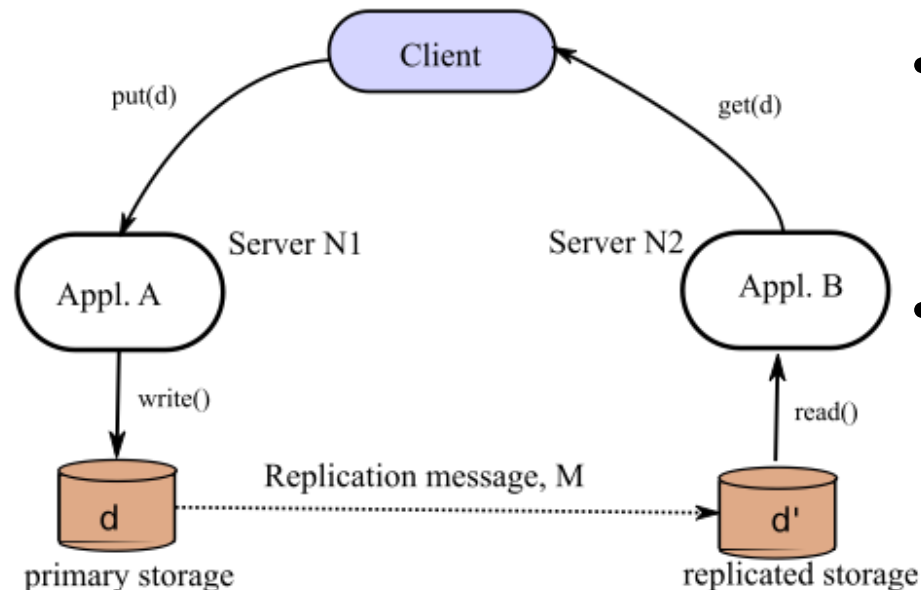 Client
put(d)
get(d)
Server N1
Server N2
Appl. A
Appl. B
write()
read()
Replication message, M
d
d'
primary storage
replicated storage